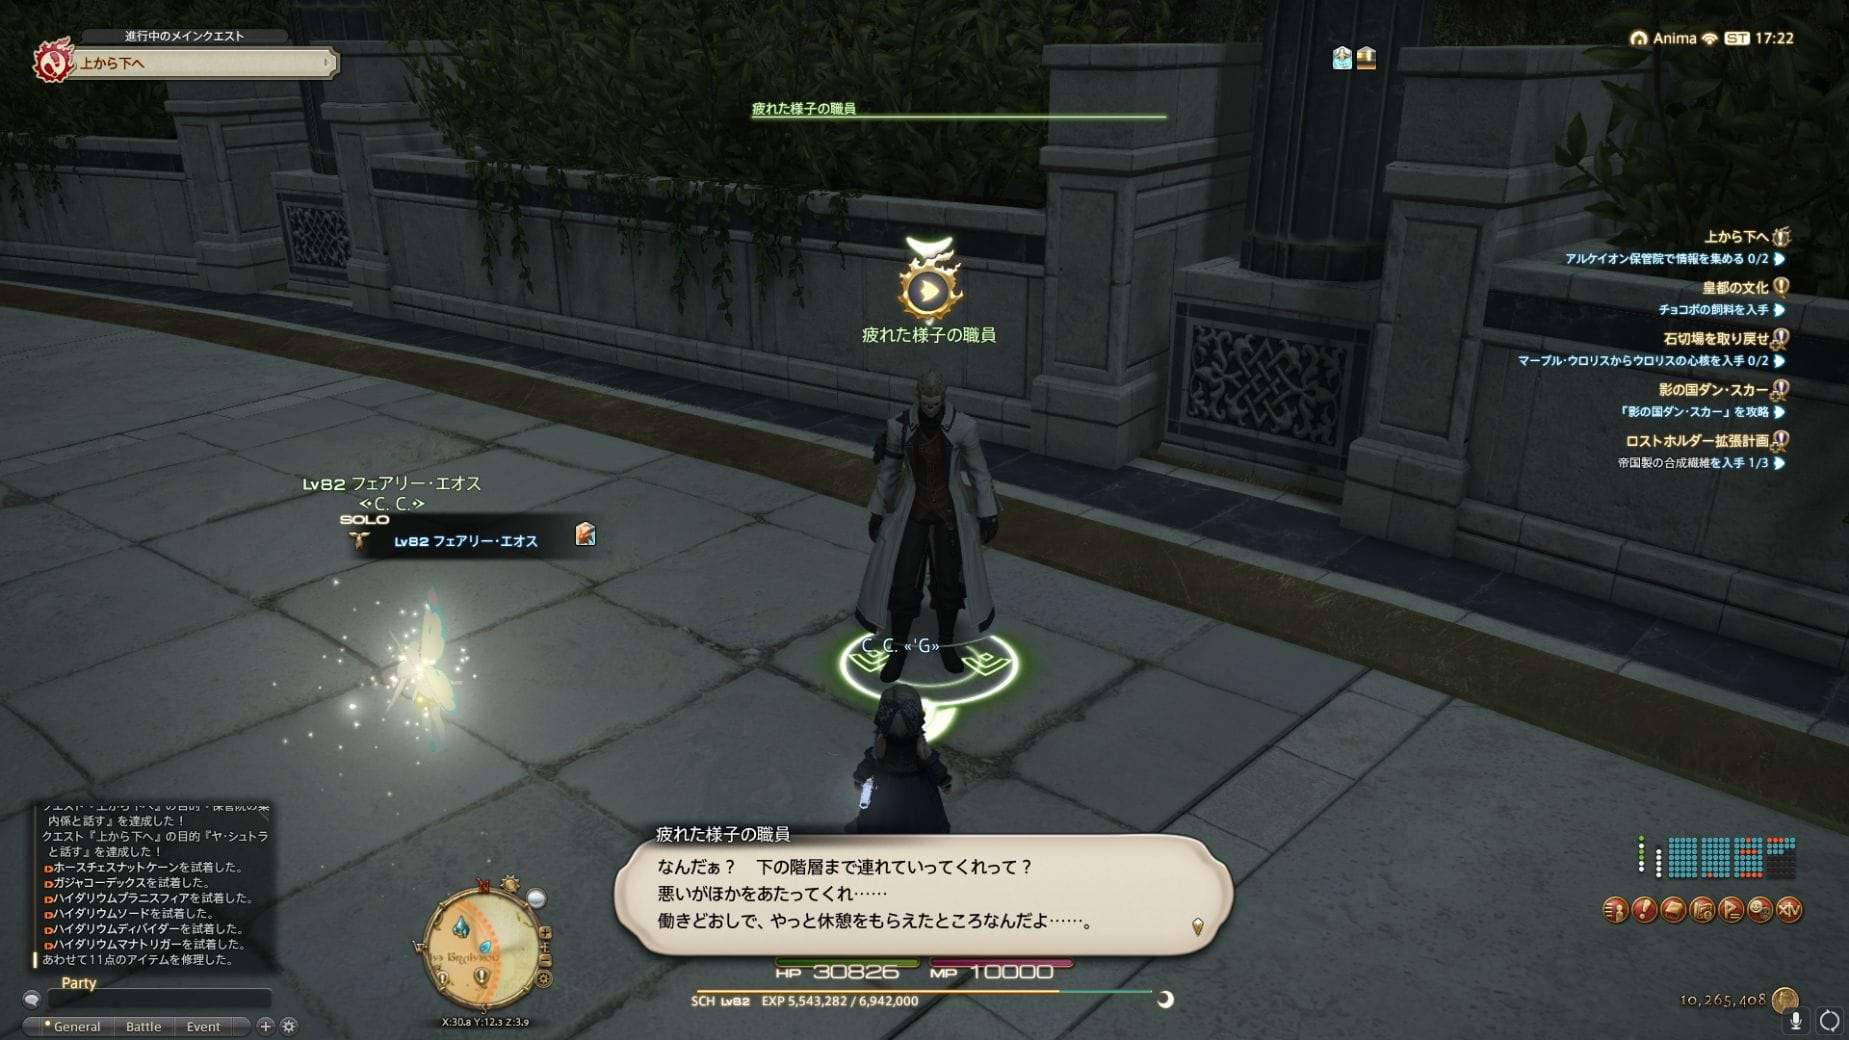 進行中のメインクエスト
上から下へ
Anima ST 17:22
疲れた様子の職員
疲れた様子の職員
上から下へ
アルケイオン保管院で情報を集める 0/2
皇都の文化
チョコボの飼料を入手
石切場を取り戻せ
マーブル・ウロリスからウロリスの心核を入手 0/2
影の国ダン・スカー
『影の国ダン・スカー』を攻略
ロストホルダー拡張計画
帝国製の合成繊維を入手 1/3
Lv82 フェアリー・エオス
<C. C.>
SOLO
Lv82 フェアリー・エオス
C. C. «'G»
内係と話す』を達成した!
クエスト『上から下へ』の目的『ヤ・シュトラ
と話す』を達成した!
ホースチェスナットケーンを試着した。
ガジャコーデックスを試着した。
ハイダリウムプラニスフィアを試着した。
ハイダリウムソードを試着した。
ハイダリウムディバイダーを試着した。
ハイダリウムマナトリガーを試着した。
あわせて11点のアイテムを修理した。
Party
General Battle Event
X:30.8 Y:12.3 Z:3.9
疲れた様子の職員
なんだぁ? 下の階層まで連れていってくれって?
悪いがほかをあたってくれ……
働きどおしで、やっと休憩をもらえたところなんだよ……。
HP 30826 MP 10000
SCH Lv82 EXP 5,543,282 / 6,942,000
XIV
10,265,408